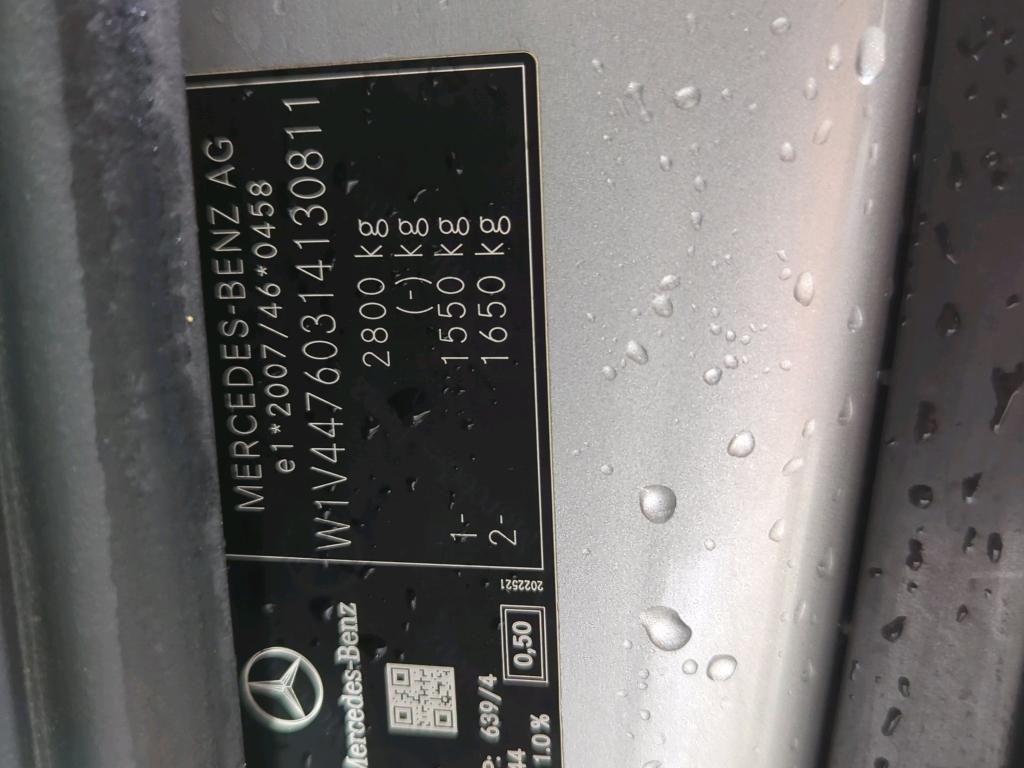 MERCEDES-BENZ AG
e1*2007/46*0458
W1V44760314130811
2800 kg
(-) kg
1- 1550 kg
2- 1650 kg
Mercedes-Benz
639/4
44 0,50
1.0 %
2022521